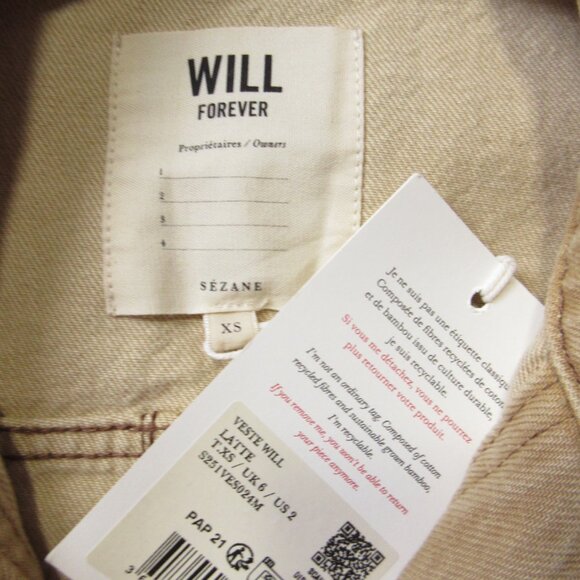 WILL
FOREVER
Propriétaires / Owners
1
2
3
4
SÉZANE
XS
Je ne suis pas une étiquette classique.
Composée de fibres recyclées de coton
et de bambou issu de culture durable,
je suis recyclable.
Si vous me détachez, vous ne pourrez
plus retourner votre produit.
I'm not an ordinary tag. Composed of cotton
recycled fibres and sustainable grown bamboo,
I'm recyclable.
If you remove me, you won't be able to return
your piece anymore.
VESTE WILL
LATTE
T-XS / UK 6 / US 2
S251VES024M
PAP 21